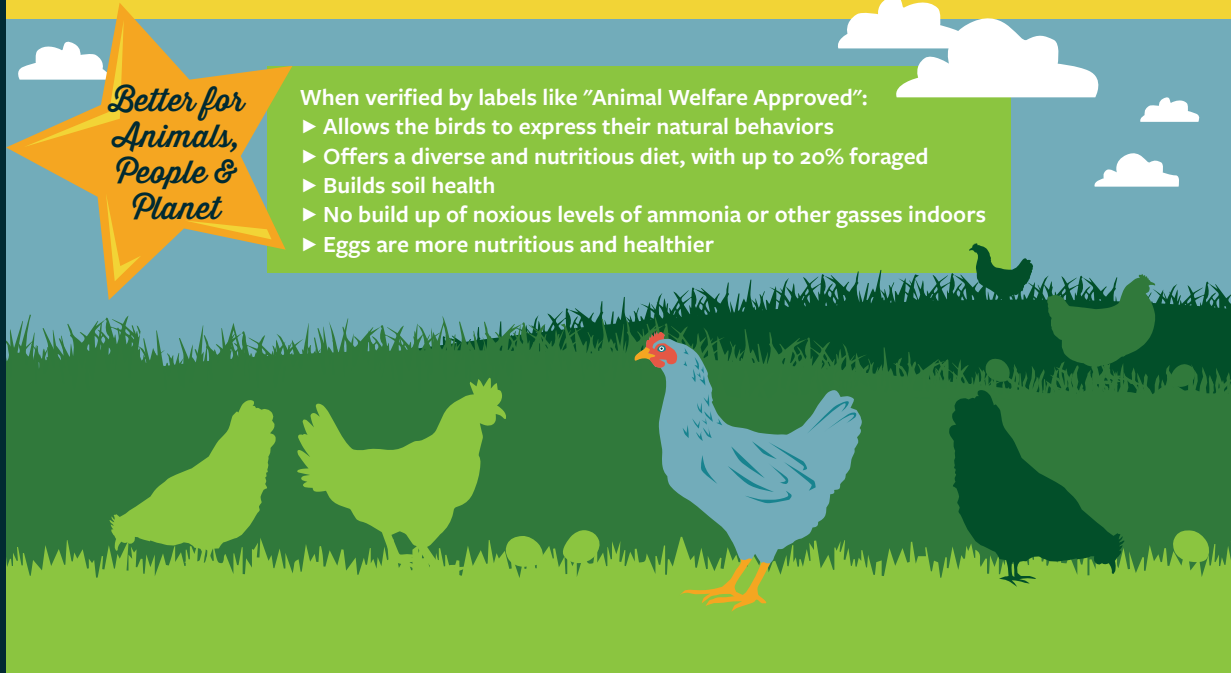 Better for
Animals,
People &
Planet
When verified by labels like "Animal Welfare Approved":
► Allows the birds to express their natural behaviors
► Offers a diverse and nutritious diet, with up to 20% foraged
► Builds soil health
► No build up of noxious levels of ammonia or other gasses indoors
► Eggs are more nutritious and healthier